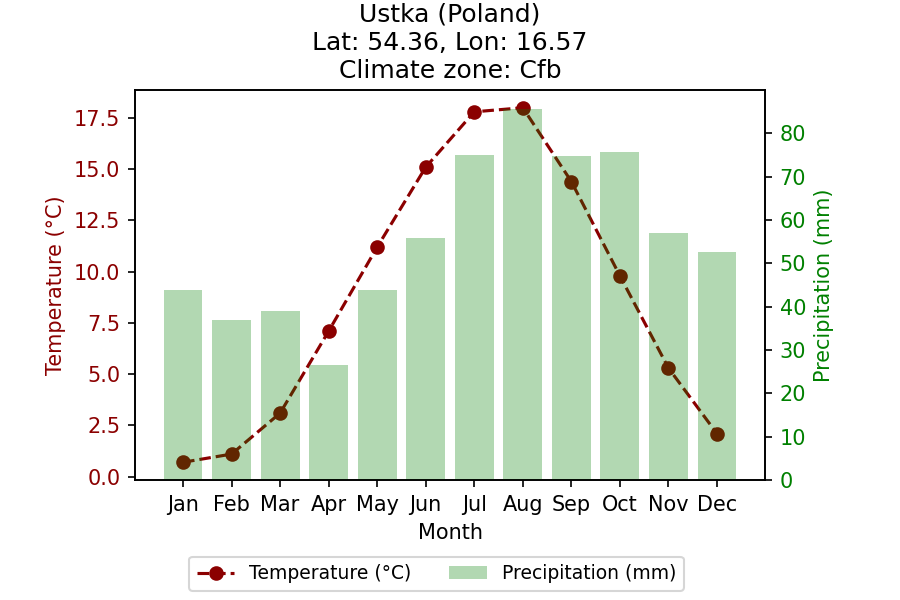 Ustka (Poland)
Lat: 54.36, Lon: 16.57
Climate zone: Cfb
Temperature (°C)
17.5
15.0
12.5
10.0
7.5
5.0
2.5
0.0
80
70
60
50
40
30
20
10
0
Precipitation (mm)
Jan Feb Mar Apr May Jun Jul Aug Sep Oct Nov Dec
Month
Temperature (°C) Precipitation (mm)